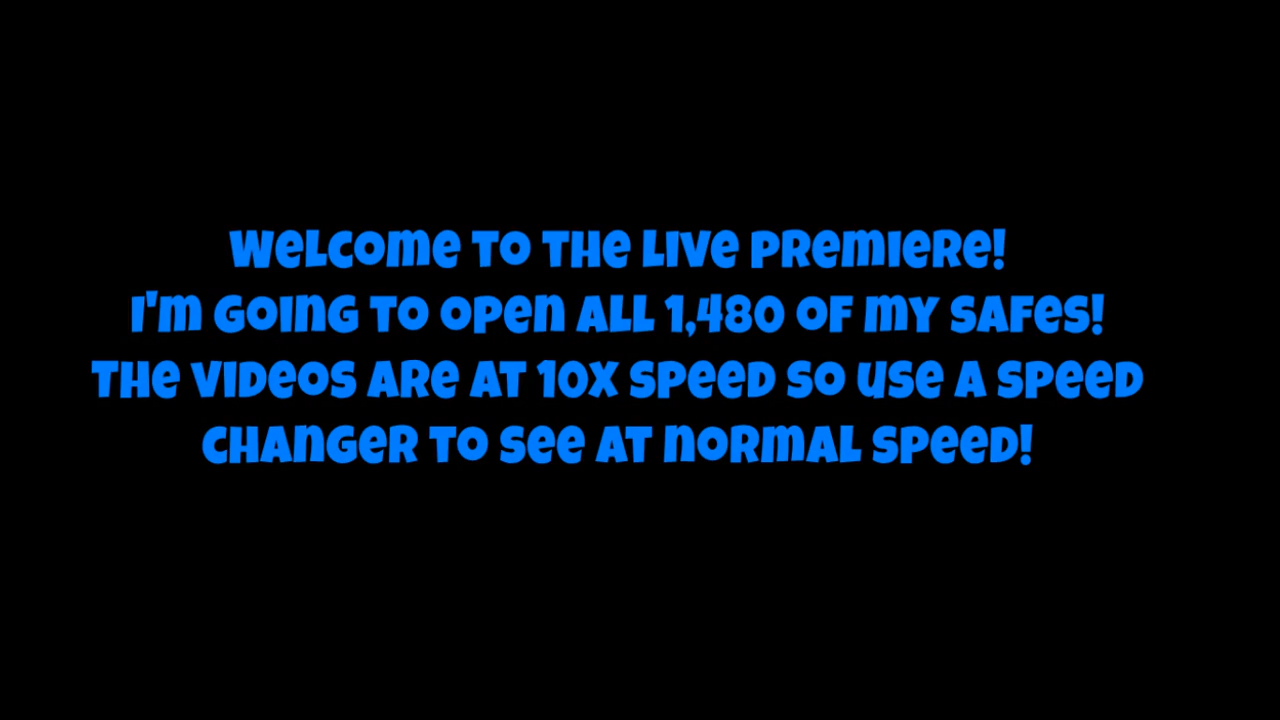 Welcome to the live premiere!
I'm going to open all 1,480 of my safes!
The videos are at 10x speed so use a speed
changer to see at normal speed!